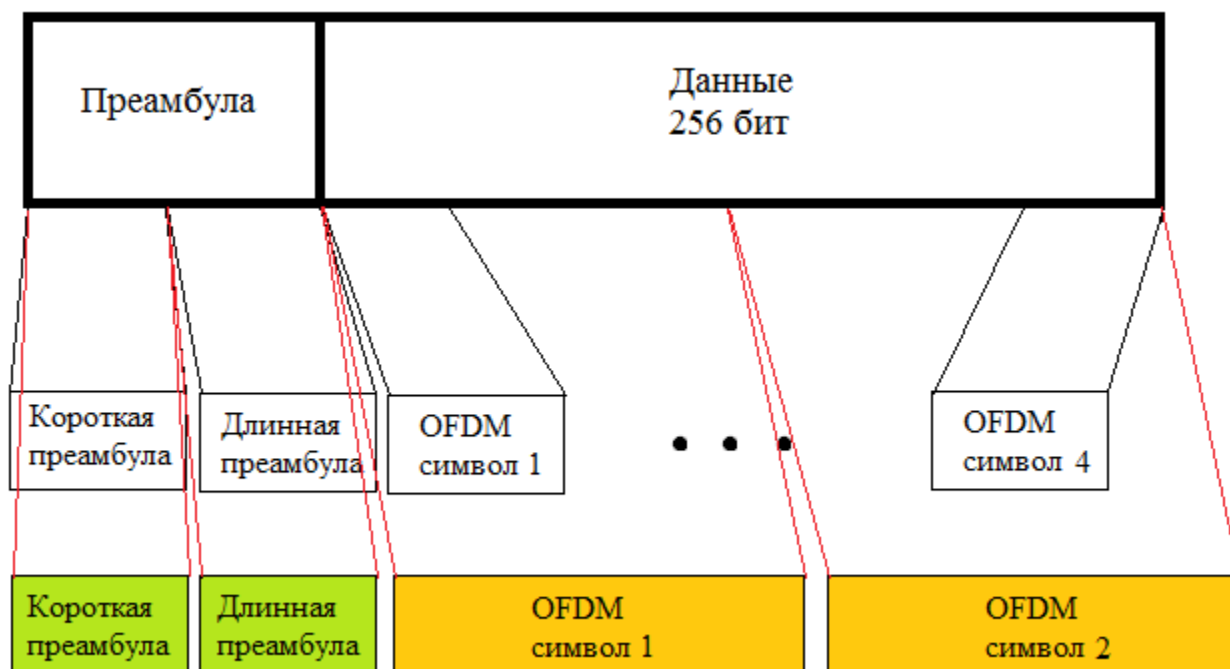 Преамбула
Данные
256 бит
Короткая
преамбула
Длинная
преамбула
OFDM
символ 1
OFDM
символ 4
Короткая
преамбула
Длинная
преамбула
OFDM
символ 1
OFDM
символ 2